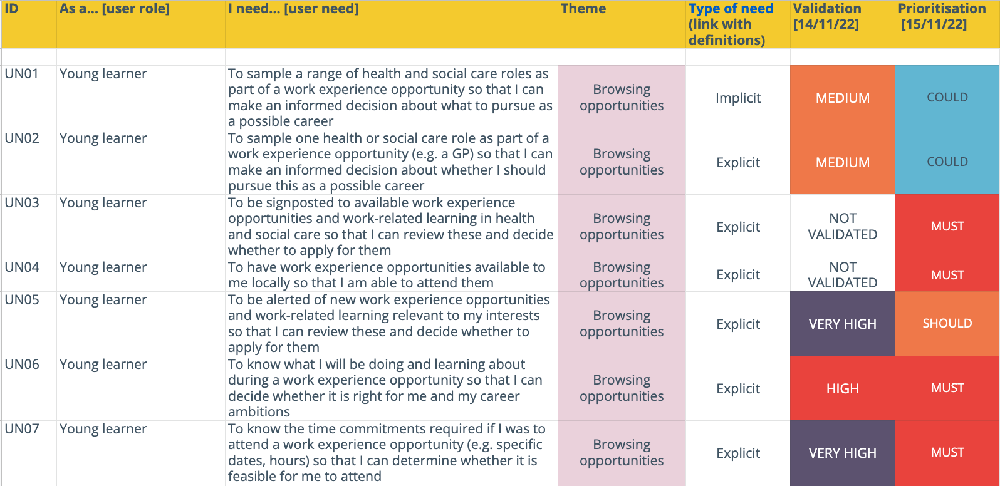 ID
As a... [user role]
I need... [user need]
Theme
Type of need
(link with
definitions)
Validation
[14/11/22]
Prioritisation
[15/11/22]
UN01
Young learner
To sample a range of health and social care roles as
part of a work experience opportunity so that I can
make an informed decision about what to pursue as
a possible career
Browsing
opportunities
Implicit
MEDIUM
COULD
UN02
Young learner
To sample one health or social care role as part of a
work experience opportunity (e.g. a GP) so that I can
make an informed decision about whether I should
pursue this as a possible career
Browsing
opportunities
Explicit
MEDIUM
COULD
UN03
Young learner
To be signposted to available work experience
opportunities and work-related learning in health
and social care so that I can review these and decide
whether to apply for them
Browsing
opportunities
Explicit
NOT
VALIDATED
MUST
UN04
Young learner
To have work experience opportunities available to
me locally so that I am able to attend them
Browsing
opportunities
Explicit
NOT
VALIDATED
MUST
UN05
Young learner
To be alerted of new work experience opportunities
and work-related learning relevant to my interests
so that I can review these and decide whether to
apply for them
Browsing
opportunities
Explicit
VERY HIGH
SHOULD
UN06
Young learner
To know what I will be doing and learning about
during a work experience opportunity so that I can
decide whether it is right for me and my career
ambitions
Browsing
opportunities
Explicit
HIGH
MUST
UN07
Young learner
To know the time commitments required if I was to
attend a work experience opportunity (e.g. specific
dates, hours) so that I can determine whether it is
feasible for me to attend
Browsing
opportunities
Explicit
VERY HIGH
MUST